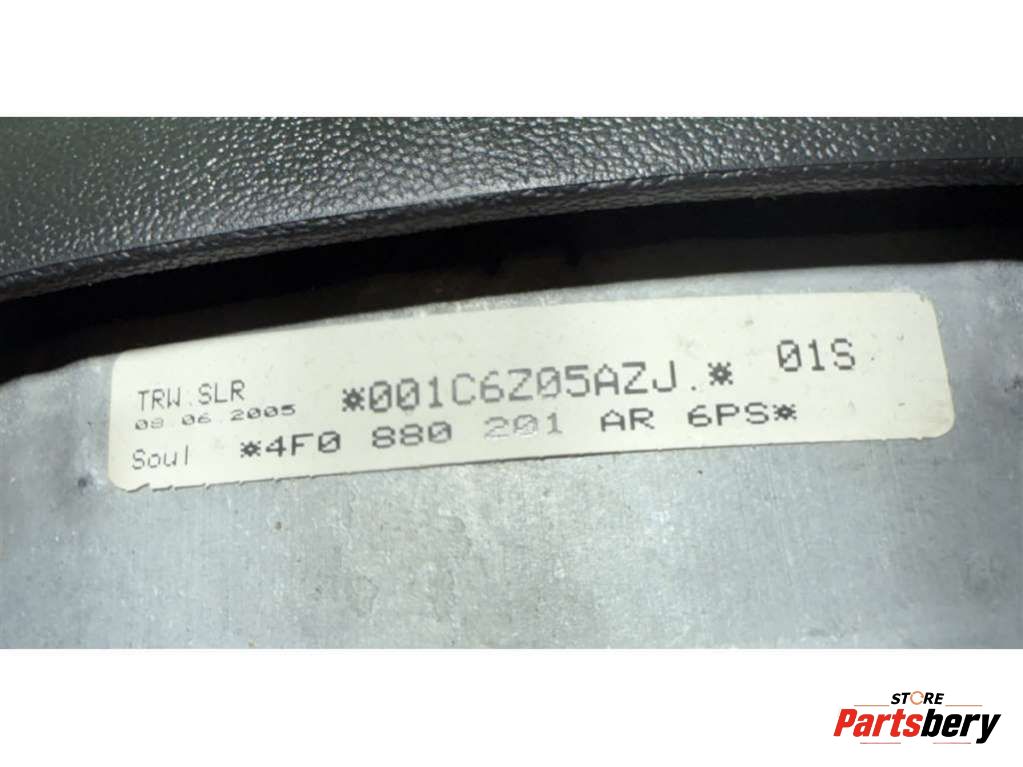 TRW.SLR *001C6Z05AZJ.* 01S
08.06.2005
Soul *4F0 880 201 AR 6PS*
STORE
Partsbery